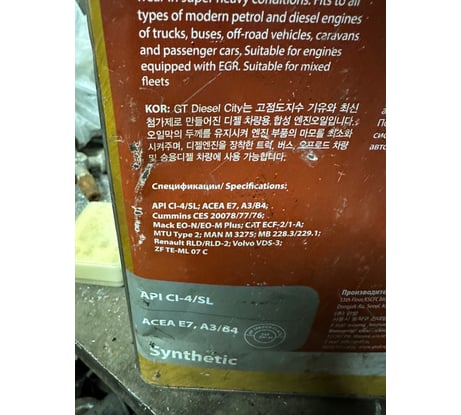 wear in super heavy conditions. Fits to all
types of modern petrol and diesel engines
of trucks, buses, off-road vehicles, caravans
and passenger cars, Suitable for engines
equipped with EGR. Suitable for mixed
fleets
KOR: GT Diesel City는 고점도지수 기유와 최신
첨가제로 만들어진 디젤 차량용 합성 엔진오일입니다.
오일막의 두께를 유지시켜 엔진 부품의 마모를 최소화
시켜주며, 디젤엔진을 장착한 트럭, 버스, 오프로드 차량
및 승용디젤 차량에 사용 가능합니다.
Спецификации/ Specifications:
API CI-4/SL; ACEA E7, A3/B4;
Cummins CES 20078/77/76;
Mack EO-N/EO-M Plus; CAT ECF-2/1-A;
MTU Type 2; MAN M 3275; MB 228.3/229.1;
Renault RLD/RLD-2; Volvo VDS-3;
ZF TE-ML 07 C
API CI-4/SL
ACEA E7, A3/B4
Synthetic